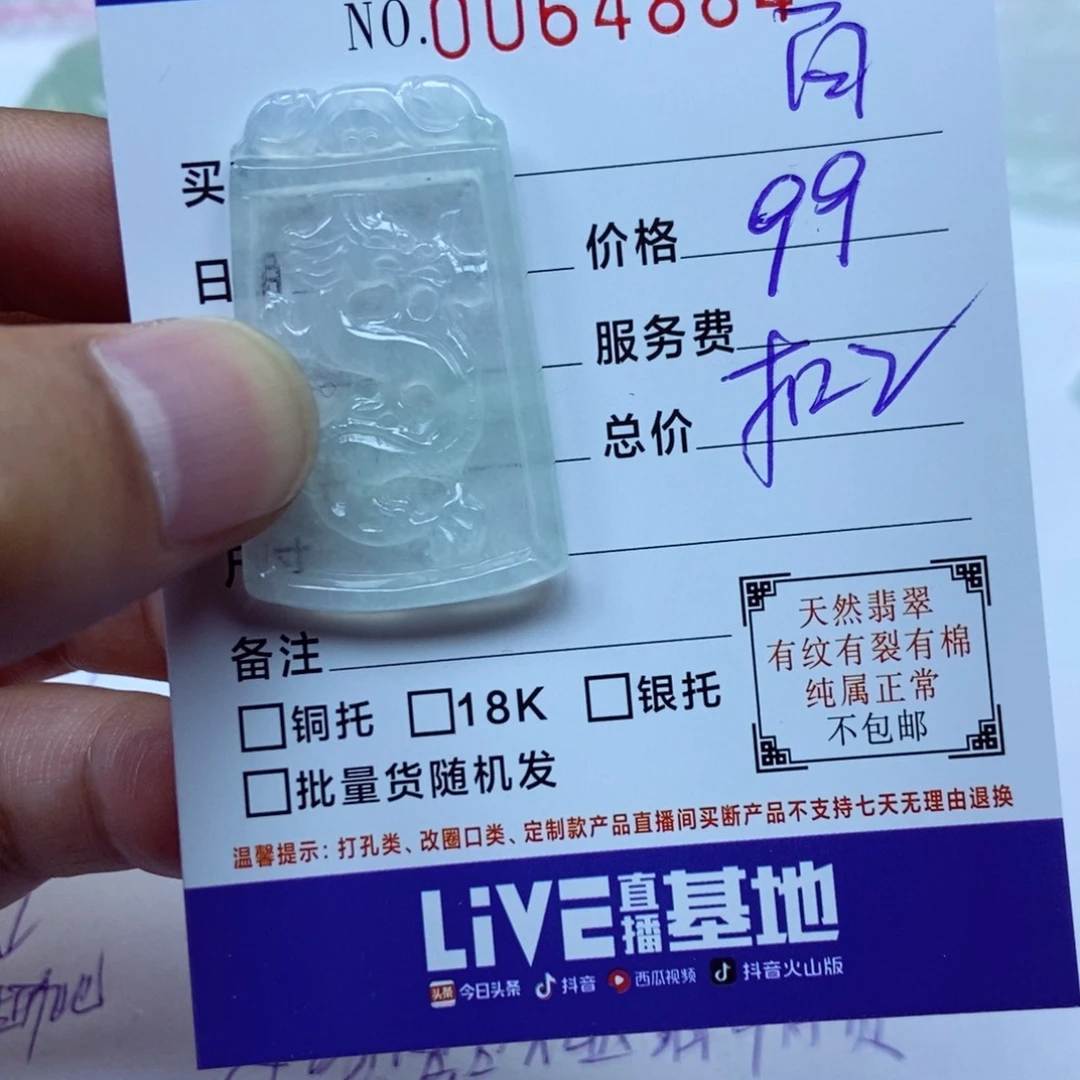 NO.0064884
买
价格 99
日 月
服务费
总价 扣2
尺寸
备注
天然翡翠
有纹有裂有棉
纯属正常
不包邮
□铜托 □18K □银托
□批量货随机发
温馨提示：打孔类、改圈口类、定制款产品直播间买断产品不支持七天无理由退换
LiVE直播基地
头条 今日头条 抖音 西瓜视频 抖音火山版